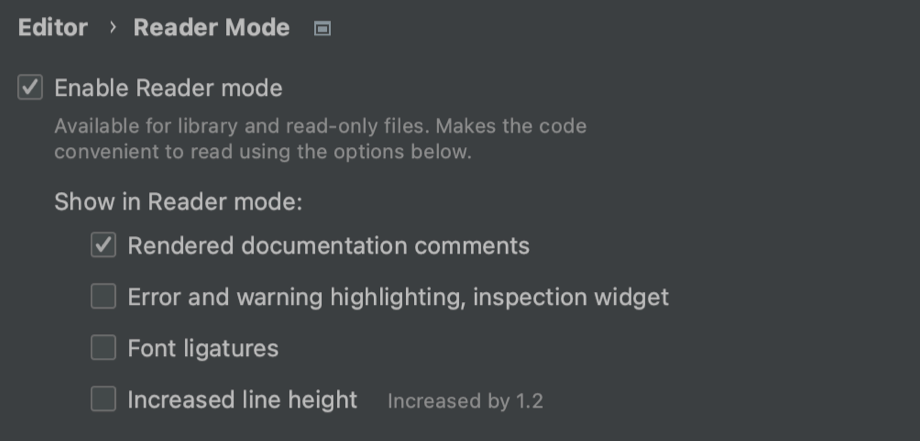 Editor › Reader Mode
Enable Reader mode
Available for library and read-only files. Makes the code
convenient to read using the options below.
Show in Reader mode:
Rendered documentation comments
Error and warning highlighting, inspection widget
Font ligatures
Increased line height Increased by 1.2